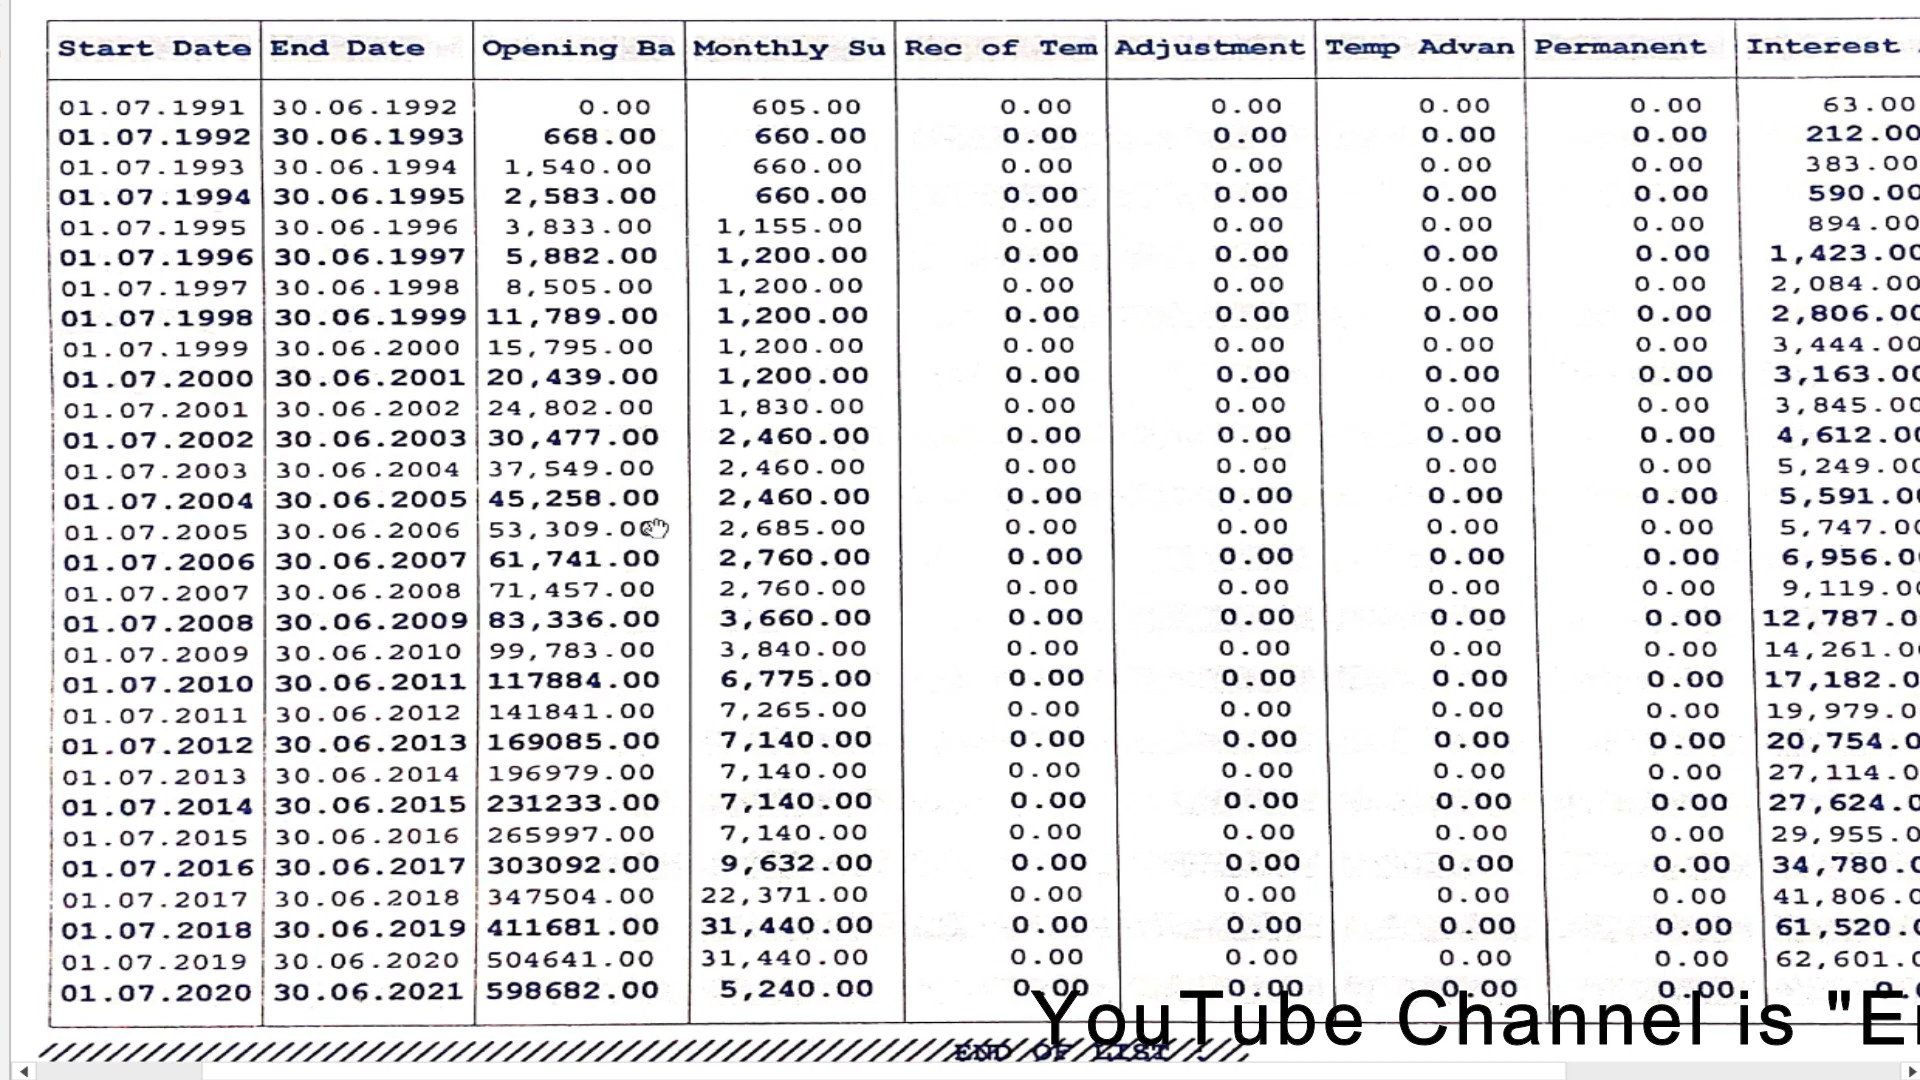 Start Date End Date Opening Ba Monthly Su Rec of Tem Adjustment Temp Advan Permanent Interest
01.07.1991 30.06.1992 0.00 605.00 0.00 0.00 0.00 0.00 63.00
01.07.1992 30.06.1993 668.00 660.00 0.00 0.00 0.00 0.00 212.00
01.07.1993 30.06.1994 1,540.00 660.00 0.00 0.00 0.00 0.00 383.00
01.07.1994 30.06.1995 2,583.00 660.00 0.00 0.00 0.00 0.00 590.00
01.07.1995 30.06.1996 3,833.00 1,155.00 0.00 0.00 0.00 0.00 894.00
01.07.1996 30.06.1997 5,882.00 1,200.00 0.00 0.00 0.00 0.00 1,423.00
01.07.1997 30.06.1998 8,505.00 1,200.00 0.00 0.00 0.00 0.00 2,084.00
01.07.1998 30.06.1999 11,789.00 1,200.00 0.00 0.00 0.00 0.00 2,806.00
01.07.1999 30.06.2000 15,795.00 1,200.00 0.00 0.00 0.00 0.00 3,444.00
01.07.2000 30.06.2001 20,439.00 1,200.00 0.00 0.00 0.00 0.00 3,163.00
01.07.2001 30.06.2002 24,802.00 1,830.00 0.00 0.00 0.00 0.00 3,845.00
01.07.2002 30.06.2003 30,477.00 2,460.00 0.00 0.00 0.00 0.00 4,612.00
01.07.2003 30.06.2004 37,549.00 2,460.00 0.00 0.00 0.00 0.00 5,249.00
01.07.2004 30.06.2005 45,258.00 2,460.00 0.00 0.00 0.00 0.00 5,591.00
01.07.2005 30.06.2006 53,309.00 2,685.00 0.00 0.00 0.00 0.00 5,747.00
01.07.2006 30.06.2007 61,741.00 2,760.00 0.00 0.00 0.00 0.00 6,956.0
01.07.2007 30.06.2008 71,457.00 2,760.00 0.00 0.00 0.00 0.00 9,119.00
01.07.2008 30.06.2009 83,336.00 3,660.00 0.00 0.00 0.00 0.00 12,787.0
01.07.2009 30.06.2010 99,783.00 3,840.00 0.00 0.00 0.00 0.00 14,261.0
01.07.2010 30.06.2011 117884.00 6,775.00 0.00 0.00 0.00 0.00 17,182.0
01.07.2011 30.06.2012 141841.00 7,265.00 0.00 0.00 0.00 0.00 19,979.0
01.07.2012 30.06.2013 169085.00 7,140.00 0.00 0.00 0.00 0.00 20,754.0
01.07.2013 30.06.2014 196979.00 7,140.00 0.00 0.00 0.00 0.00 27,114.0
01.07.2014 30.06.2015 231233.00 7,140.00 0.00 0.00 0.00 0.00 27,624.0
01.07.2015 30.06.2016 265997.00 7,140.00 0.00 0.00 0.00 0.00 29,955.0
01.07.2016 30.06.2017 303092.00 9,632.00 0.00 0.00 0.00 0.00 34,780.0
01.07.2017 30.06.2018 347504.00 22,371.00 0.00 0.00 0.00 0.00 41,806.0
01.07.2018 30.06.2019 411681.00 31,440.00 0.00 0.00 0.00 0.00 61,520.0
01.07.2019 30.06.2020 504641.00 31,440.00 0.00 0.00 0.00 0.00 62,601.0
01.07.2020 30.06.2021 598682.00 5,240.00 0.00 0.00 0.00 0.00
YouTube Channel is "E
END OF LIST